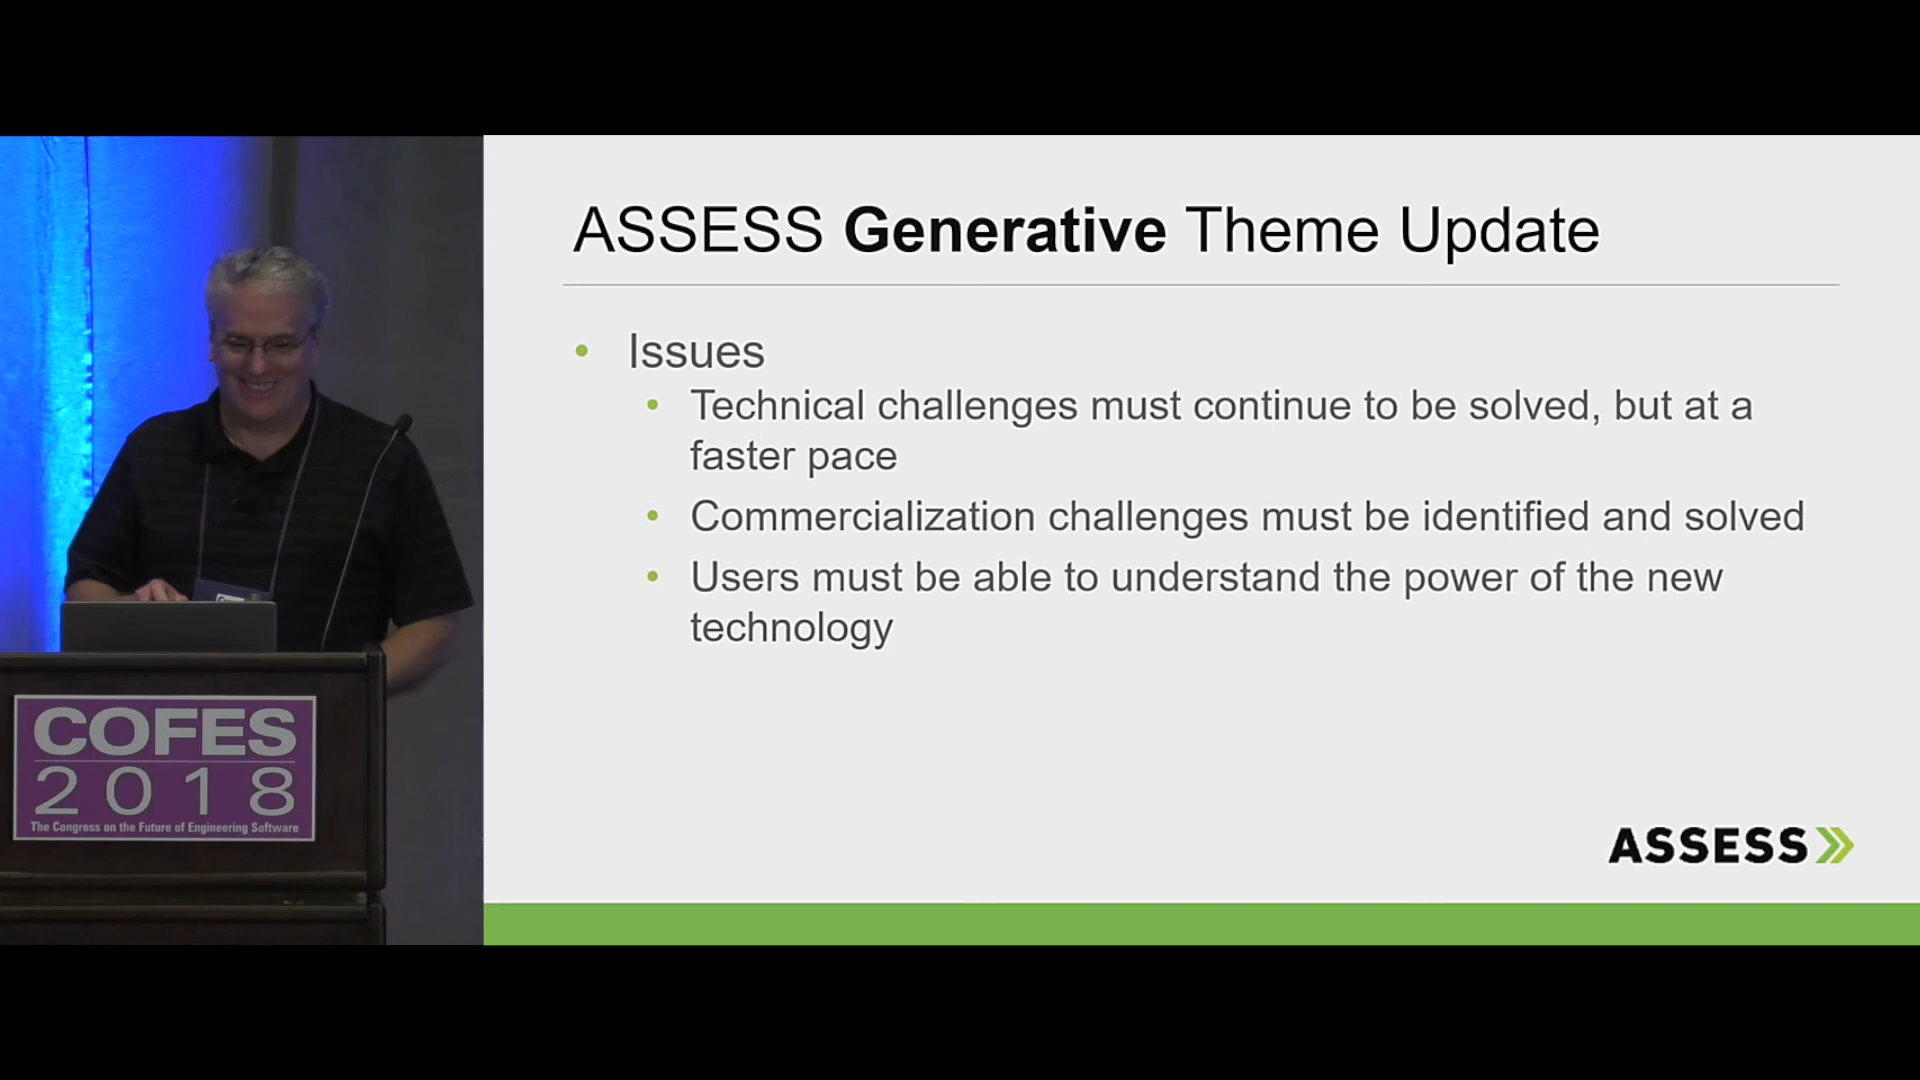 ASSESS Generative Theme Update
• Issues
• Technical challenges must continue to be solved, but at a
faster pace
• Commercialization challenges must be identified and solved
• Users must be able to understand the power of the new
technology
ASSESS
COFES
2018
The Congress on the Future of Engineering Software